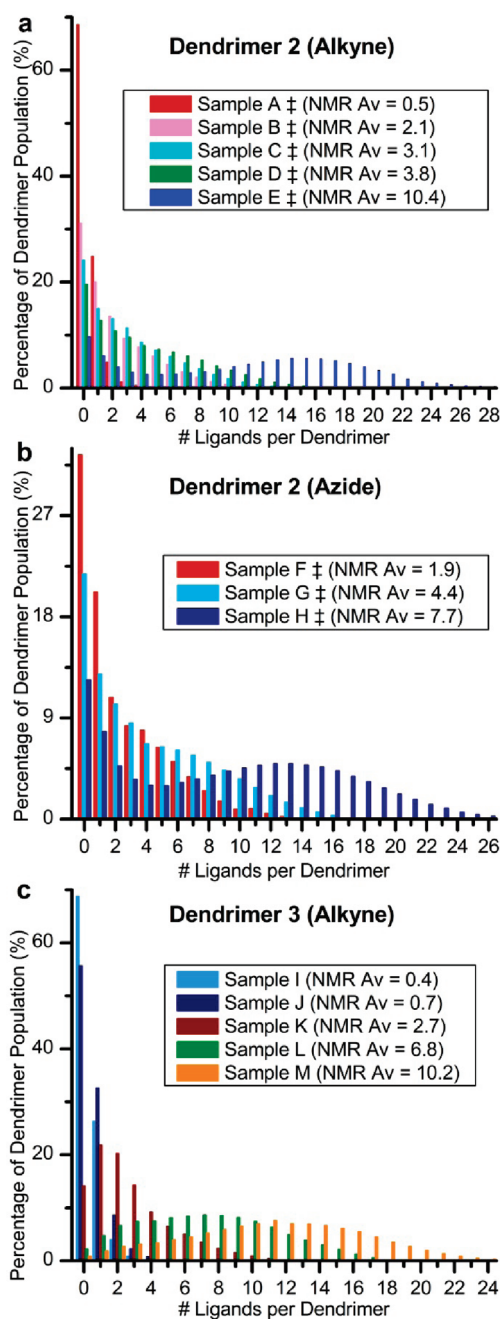 a
Dendrimer 2 (Alkyne)
Percentage of Dendrimer Population (%)
60
40
20
0
Sample A ‡ (NMR Av = 0.5)
Sample B ‡ (NMR Av = 2.1)
Sample C ‡ (NMR Av = 3.1)
Sample D ‡ (NMR Av = 3.8)
Sample E ‡ (NMR Av = 10.4)
0 2 4 6 8 10 12 14 16 18 20 22 24 26 28
# Ligands per Dendrimer
b
Dendrimer 2 (Azide)
Percentage of Dendrimer Population (%)
27
18
9
0
Sample F ‡ (NMR Av = 1.9)
Sample G ‡ (NMR Av = 4.4)
Sample H ‡ (NMR Av = 7.7)
0 2 4 6 8 10 12 14 16 18 20 22 24 26
# Ligands per Dendrimer
c
Dendrimer 3 (Alkyne)
Percentage of Dendrimer Population (%)
60
40
20
0
Sample I (NMR Av = 0.4)
Sample J (NMR Av = 0.7)
Sample K (NMR Av = 2.7)
Sample L (NMR Av = 6.8)
Sample M (NMR Av = 10.2)
0 2 4 6 8 10 12 14 16 18 20 22 24
# Ligands per Dendrimer